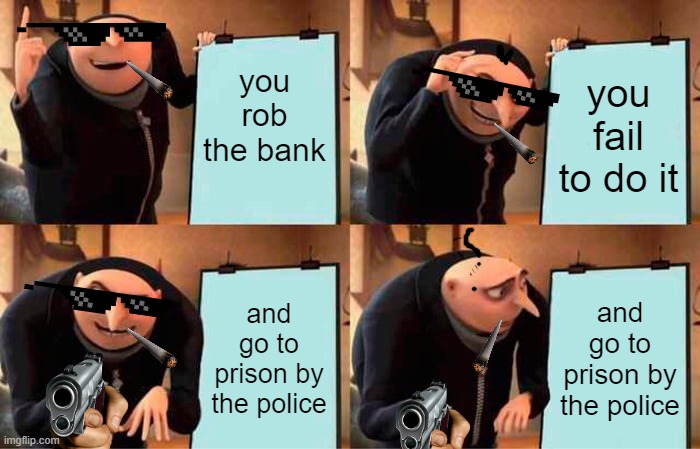 you
rob
the bank
you
fail
to do it
and
go to
prison by
the police
and
go to
prison by
the police
imgflip.com